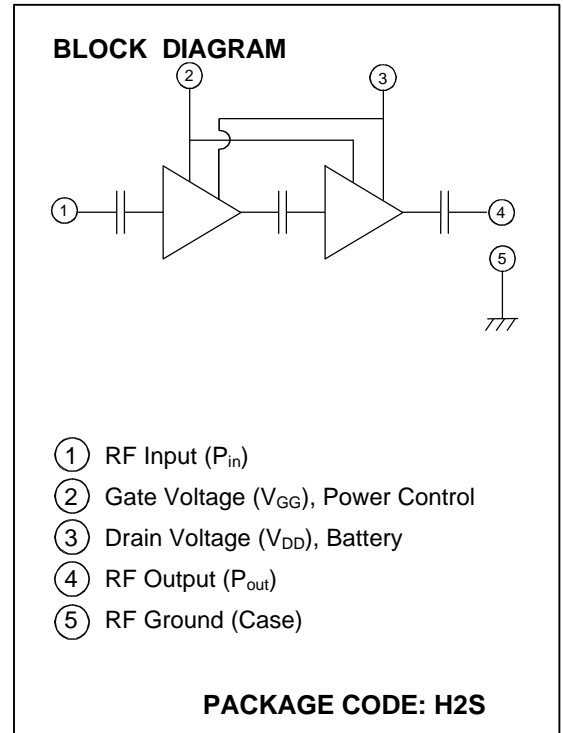 BLOCK DIAGRAM
2
3
1
4
5
1 RF Input (Pin)
2 Gate Voltage (VGG), Power Control
3 Drain Voltage (VDD), Battery
4 RF Output (Pout)
5 RF Ground (Case)
PACKAGE CODE: H2S